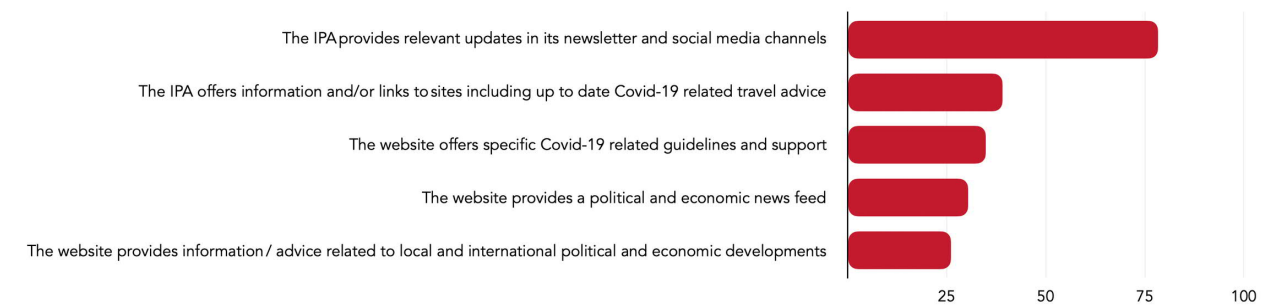 The IPA provides relevant updates in its newsletter and social media channels
The IPA offers information and/or links to sites including up to date Covid-19 related travel advice
The website offers specific Covid-19 related guidelines and support
The website provides a political and economic news feed
The website provides information / advice related to local and international political and economic developments
25 50 75 100